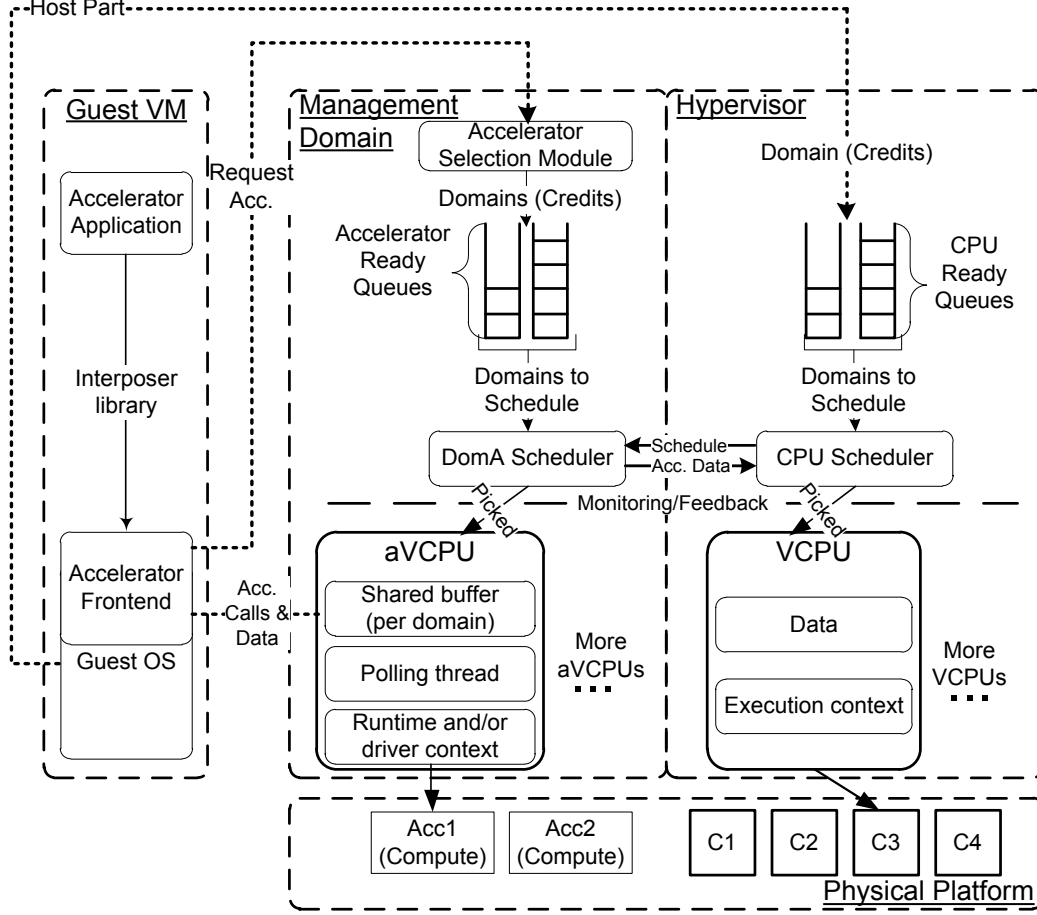 Host Part
Guest VM
Management
Domain
Hypervisor
Accelerator
Selection Module
Request
Acc.
Domain (Credits)
Accelerator
Application
Domains (Credits)
Accelerator
Ready
Queues
CPU
Ready
Queues
Interposer
library
Domains to
Schedule
Domains to
Schedule
DomA Scheduler
Schedule
Acc. Data
CPU Scheduler
Picked
Monitoring/Feedback
Picked
Accelerator
Frontend
Guest OS
Acc.
Calls &
Data
aVCPU
Shared buffer
(per domain)
Polling thread
Runtime and/or
driver context
More
aVCPUs
VCPU
Data
Execution context
More
VCPUs
Acc1
(Compute)
Acc2
(Compute)
C1
C2
C3
C4
Physical Platform